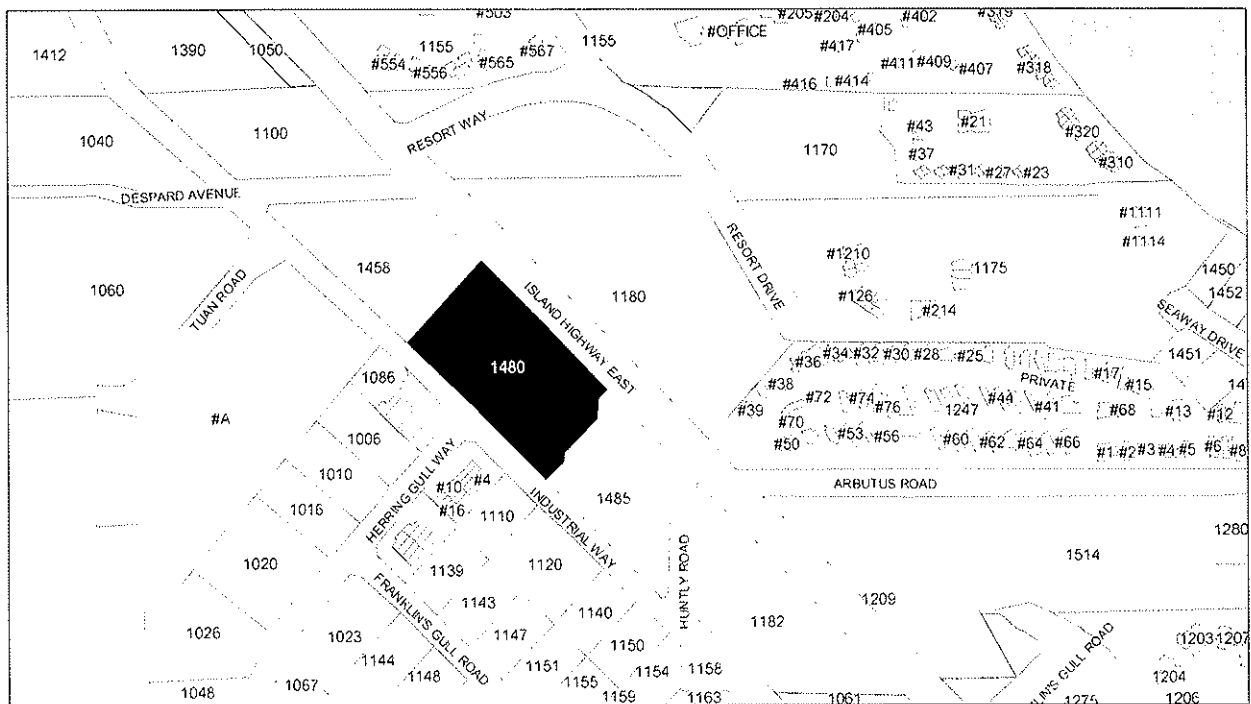 #503 #205 #204 #402 #319
#405
1412 1390 1050 1155 #567 1155 #OFFICE
#417
#554 #556 #565 #411 #409 #407 #318
#416 #414
RESORT WAY
1040 1100 1170 #43 #21 #320
#37 #310
#31 #27 #23
DESPARD AVENUE
#1111
#1114
1458 RESORT DRIVE #1210 1175 1450
1060 TUAN ROAD ISLAND HIGHWAY EAST 1180 #126 1452
#214 SEAWAY DRIVE
#34 #32 #30 #28 #25 1451
1480 #36 #17
1086 #38 PRIVATE #15 14
#39 #72 #74 #76 1247 #44 #41 #68 #13 #12
#A #70
1006 #50 #53 #56 #60 #62 #64 #66 #1 #2 #3 #4 #5 #6 #8
1010 HERRING GULL WAY #10 #4 ARBUTUS ROAD
1016 #16 1110 INDUSTRIAL WAY 1485
1280
1020 1139 1120 HUNTLY ROAD 1514
FRANKLIN'S GULL ROAD 1143 1140 1209
1026 1023 1147 1150 1182 1203 1207
1144 1148 1151 1154 1158 1204
1048 1067 1155 1159 1163 1061 LIN'S GULL ROAD 1275 1206